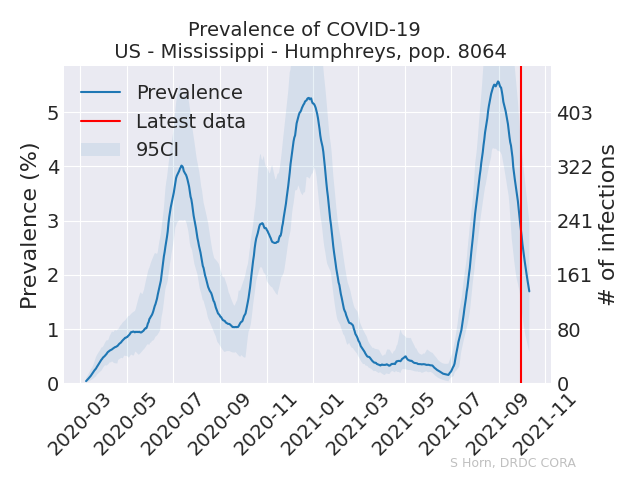 Prevalence of COVID-19
US - Mississippi - Humphreys, pop. 8064
Prevalence
Latest data
95CI
Prevalence (%)
5
4
3
2
1
0
403
322
241
161
80
0
# of infections
2020-03
2020-05
2020-07
2020-09
2020-11
2021-01
2021-03
2021-05
2021-07
2021-09
2021-11
S Horn, DRDC CORA